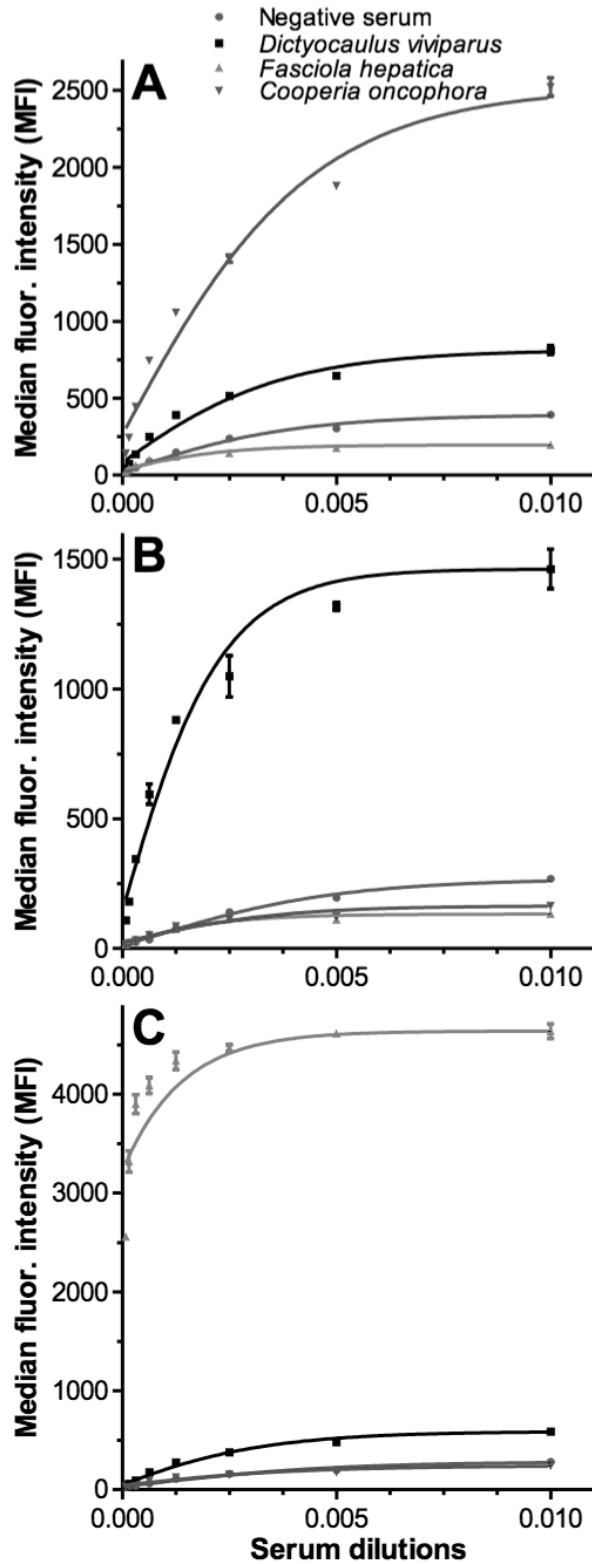 Negative serum
Dictyocaulus viviparus
Fasciola hepatica
Cooperia oncophora
A
Median fluor. intensity (MFI)
2500
2000
1500
1000
500
0
0.000 0.005 0.010
B
Median fluor. intensity (MFI)
1500
1000
500
0
0.000 0.005 0.010
C
Median fluor. intensity (MFI)
4000
3000
2000
1000
0
0.000 0.005 0.010
Serum dilutions